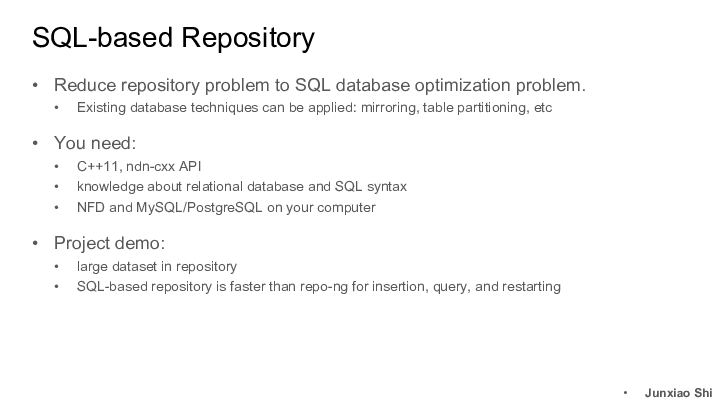 SQL-based Repository
• Reduce repository problem to SQL database optimization problem.
• Existing database techniques can be applied: mirroring, table partitioning, etc
• You need:
• C++11, ndn-cxx API
• knowledge about relational database and SQL syntax
• NFD and MySQL/PostgreSQL on your computer
• Project demo:
• large dataset in repository
• SQL-based repository is faster than repo-ng for insertion, query, and restarting
• Junxiao Shi